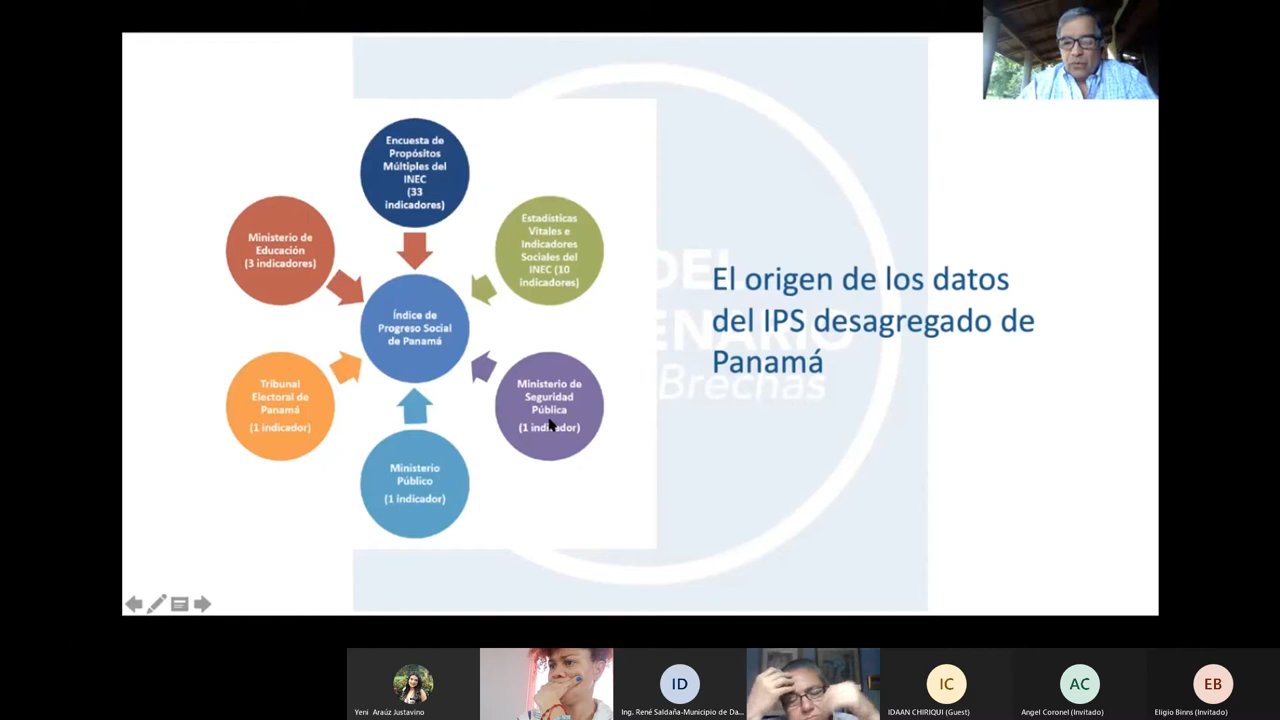 Encuesta de
Propósitos
Múltiples del
INEC
(33
indicadores)
Estadísticas
Vitales e
Indicadores
Sociales del
INEC (10
indicadores)
Ministerio de
Educación
(3 indicadores)
Índice de
Progreso Social
de Panamá
Tribunal
Electoral de
Panamá
(1 indicador)
Ministerio de
Seguridad
Pública
(1 indicador)
Ministerio
Público
(1 indicador)
El origen de los datos
del IPS desagregado de
Panamá
DEL
ENARIO
Brechas
Yeni Araúz Justavino
ID
Ing. René Saldaña-Municipio de Da...
IC
IDAAN CHIRIQUI (Guest)
AC
Angel Coronel (Invitado)
EB
Eligio Binns (Invitado)